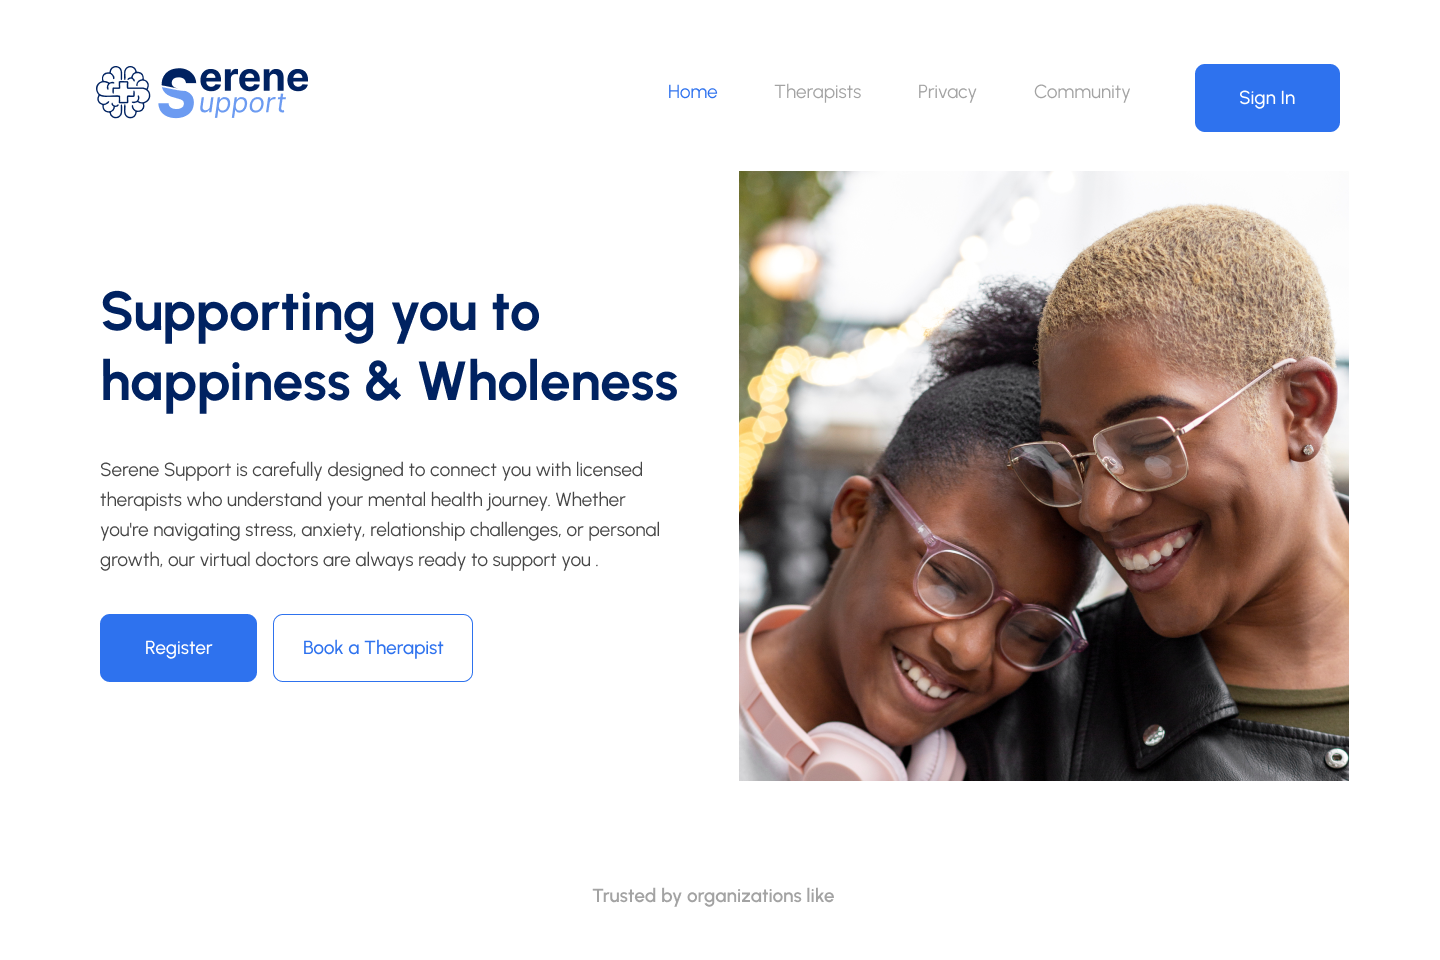 Serene
Support
Home
Therapists
Privacy
Community
Sign In
Supporting you to
happiness & Wholeness
Serene Support is carefully designed to connect you with licensed
therapists who understand your mental health journey. Whether
you're navigating stress, anxiety, relationship challenges, or personal
growth, our virtual doctors are always ready to support you .
Register
Book a Therapist
Trusted by organizations like